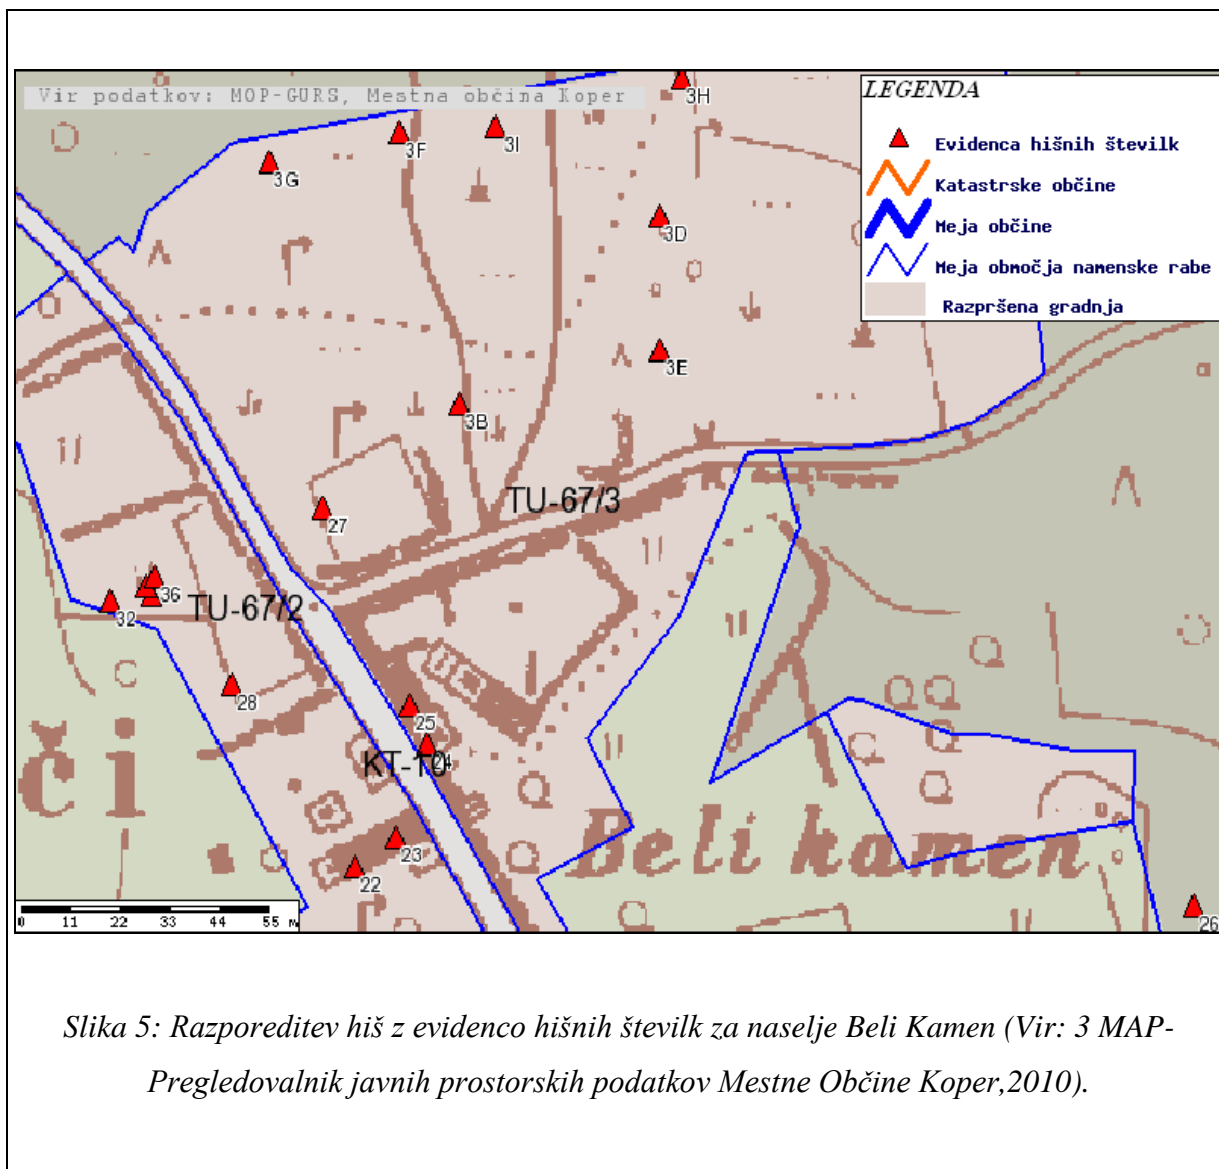 Vir podatkov: MOP-GURS, Mestna občina Koper
LEGENDA
Evidenca hišnih številk
Katastrske občine
Meja občine
Meja območja namenske rabe
Razpršena gradnja
3H
3I
3F
3G
3D
3E
3B
27
TU-67/3
36
32
TU-67/2
28
25
24
KT-10
či
23
22
Beli kamen
26
0 11 22 33 44 55 M
Slika 5: Razporeditev hiš z evidenco hišnih številk za naselje Beli Kamen (Vir: 3 MAP-
Pregledovalnik javnih prostorskih podatkov Mestne Občine Koper,2010).